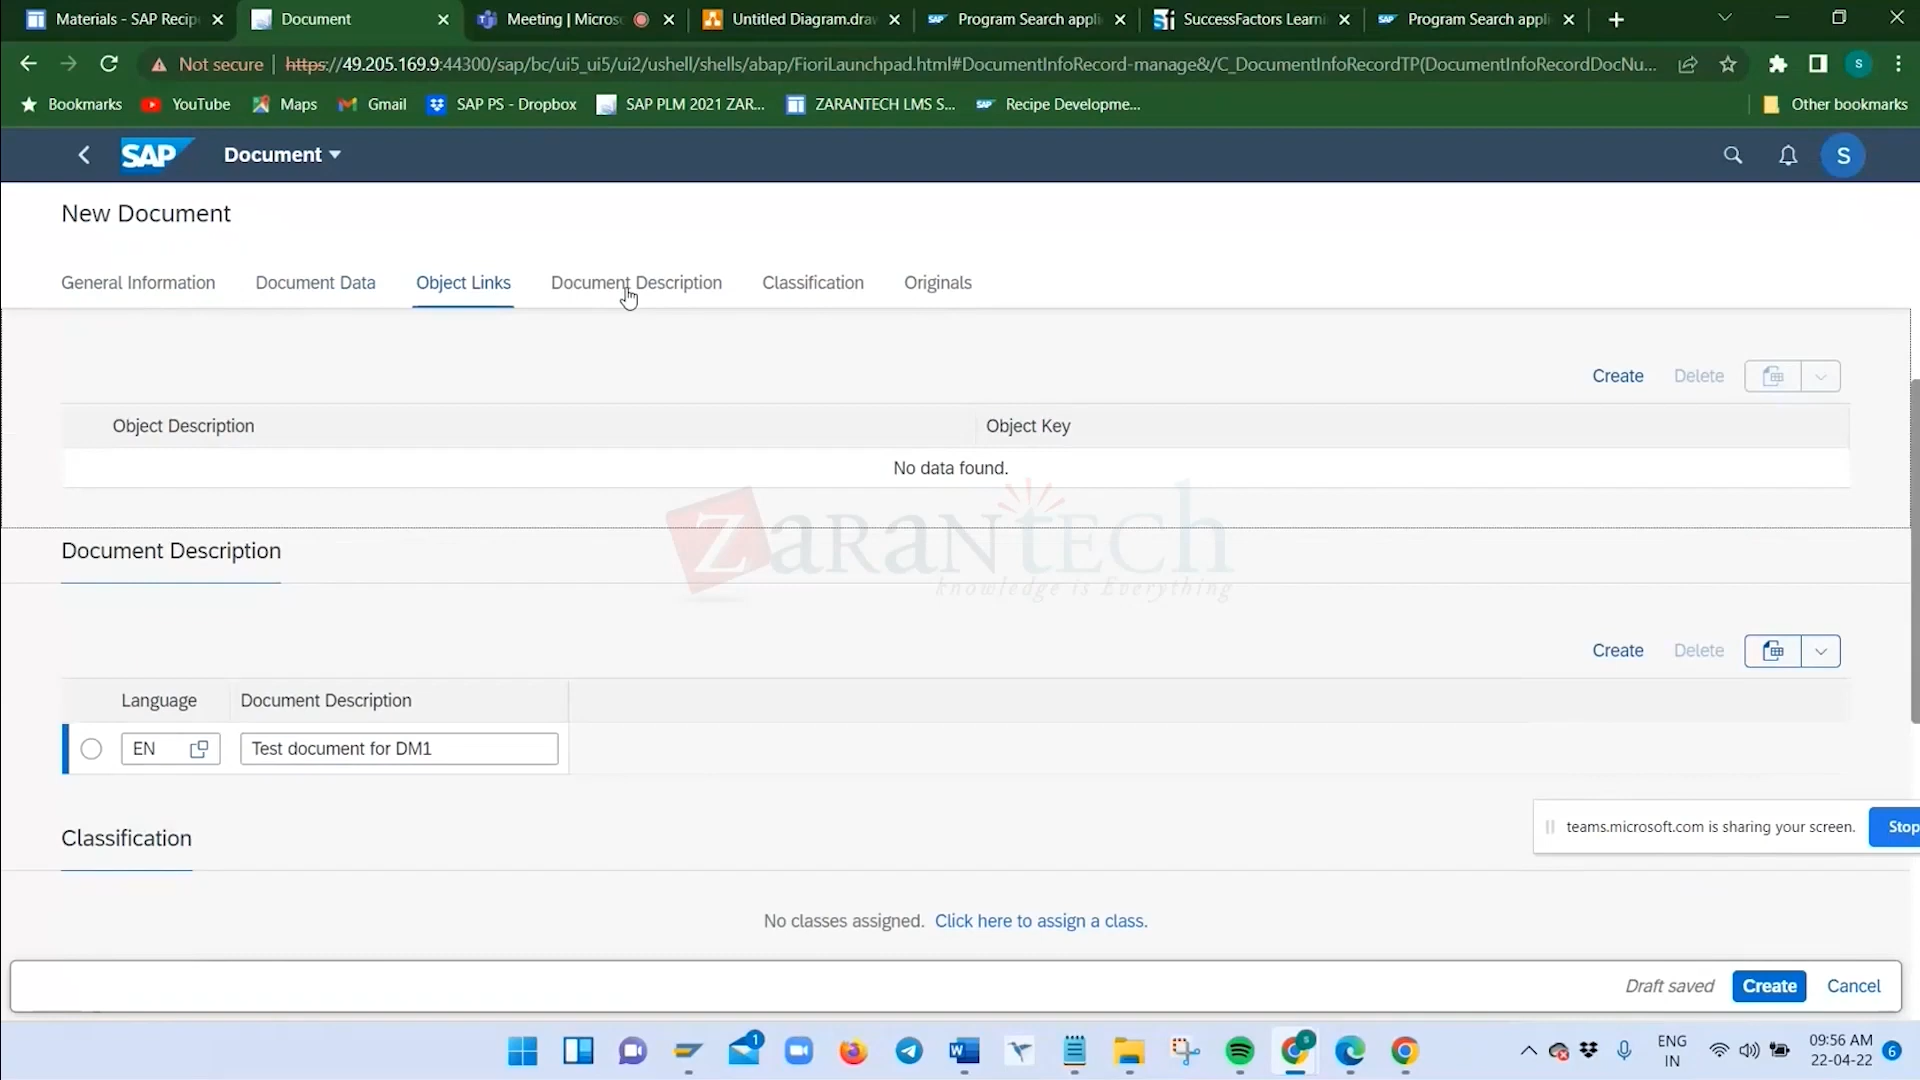 Materials - SAP Recip
Document
Meeting | Micros
Untitled Diagram.draw
Program Search appli
SuccessFactors Learni
Program Search appli
Not secure
https://49.205.169.9:44300/sap/bc/ui5_ui5/ui2/ushell/shells/abap/FioriLaunchpad.html#DocumentInfoRecord-manage&/C_DocumentInfoRecordTP(DocumentInfoRecordDocNu...
S
Bookmarks
YouTube
Maps
Gmail
SAP PS - Dropbox
SAP PLM 2021 ZAR...
ZARANTECH LMS S...
Recipe Developme...
Other bookmarks
SAP
Document
S
New Document
General Information
Document Data
Object Links
Document Description
Classification
Originals
Create
Delete
Object Description
Object Key
No data found.
zarantech
knowledge is Everything
Document Description
Create
Delete
Language
Document Description
EN
Test document for DM1
Classification
teams.microsoft.com is sharing your screen.
Stop
No classes assigned. Click here to assign a class.
Draft saved
Create
Cancel
1
ENG
IN
09:56 AM
22-04-22
6